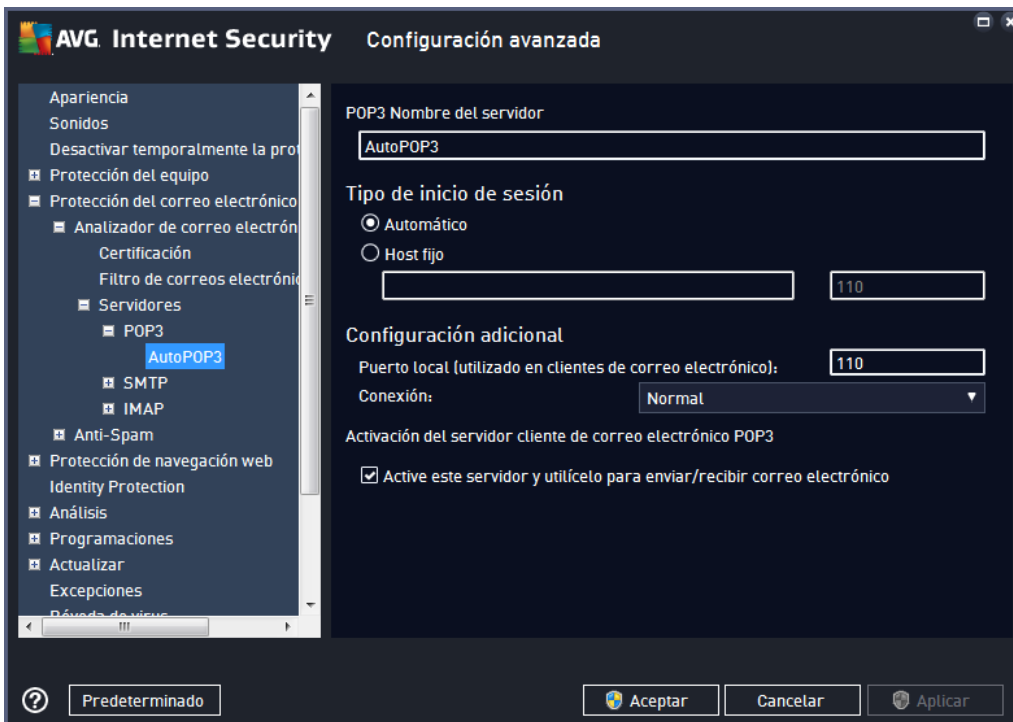 AVG. Internet Security Configuración avanzada
Apariencia
Sonidos
Desactivar temporalmente la prot
Protección del equipo
Protección del correo electrónico
Analizador de correo electrón
Certificación
Filtro de correos electrónic
Servidores
POP3
AutoPOP3
SMTP
IMAP
Anti-Spam
Protección de navegación web
Identity Protection
Análisis
Programaciones
Actualizar
Excepciones
Bóveda de virus
POP3 Nombre del servidor
AutoPOP3
Tipo de inicio de sesión
Automático
Host fijo
110
Configuración adicional
Puerto local (utilizado en clientes de correo electrónico):
110
Conexión:
Normal
Activación del servidor cliente de correo electrónico POP3
Active este servidor y utilícelo para enviar/recibir correo electrónico
Predeterminado
Aceptar
Cancelar
Aplicar